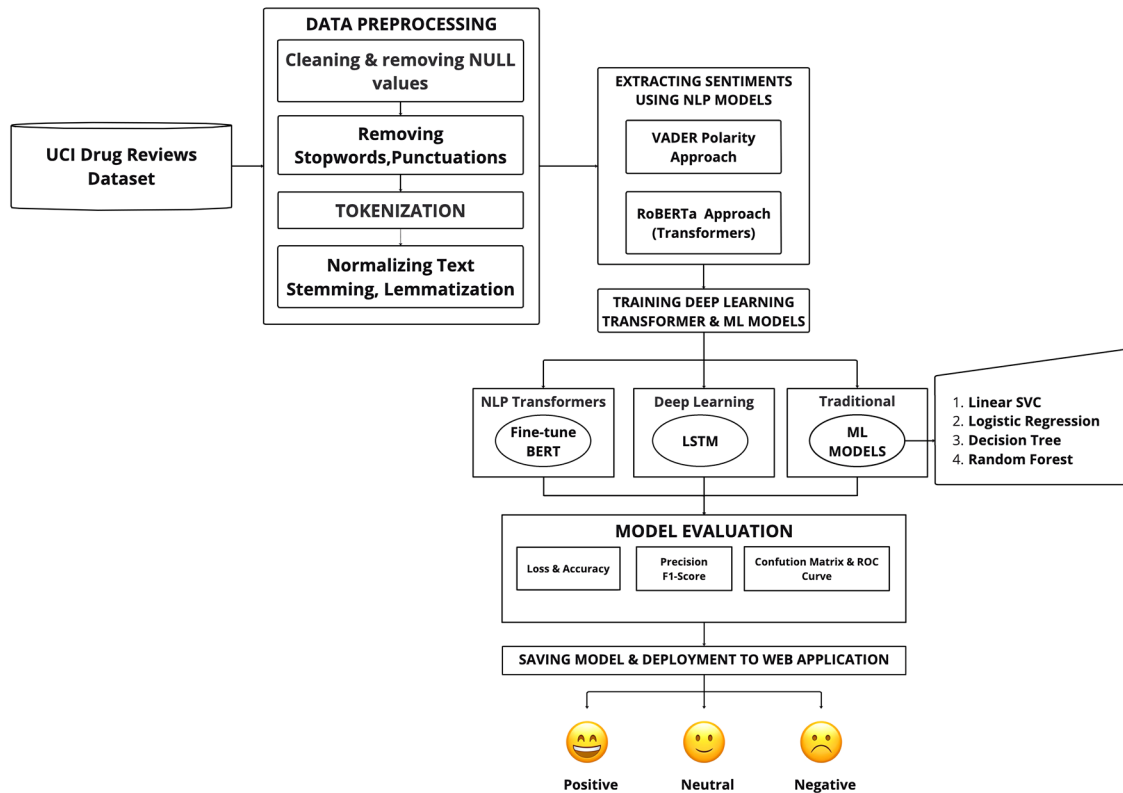 DATA PREPROCESSING
Cleaning & removing NULL
values
Removing
Stopwords,Punctuations
TOKENIZATION
Normalizing Text
Stemming, Lemmatization
UCI Drug Reviews
Dataset
EXTRACTING SENTIMENTS
USING NLP MODELS
VADER Polarity
Approach
RoBERTa Approach
(Transformers)
TRAINING DEEP LEARNING
TRANSFORMER & ML MODELS
NLP Transformers
Fine-tune
BERT
Deep Learning
LSTM
Traditional
ML
MODELS
1. Linear SVC
2. Logistic Regression
3. Decision Tree
4. Random Forest
MODEL EVALUATION
Loss & Accuracy
Precision
F1-Score
Confution Matrix & ROC
Curve
SAVING MODEL & DEPLOYMENT TO WEB APPLICATION
Positive
Neutral
Negative